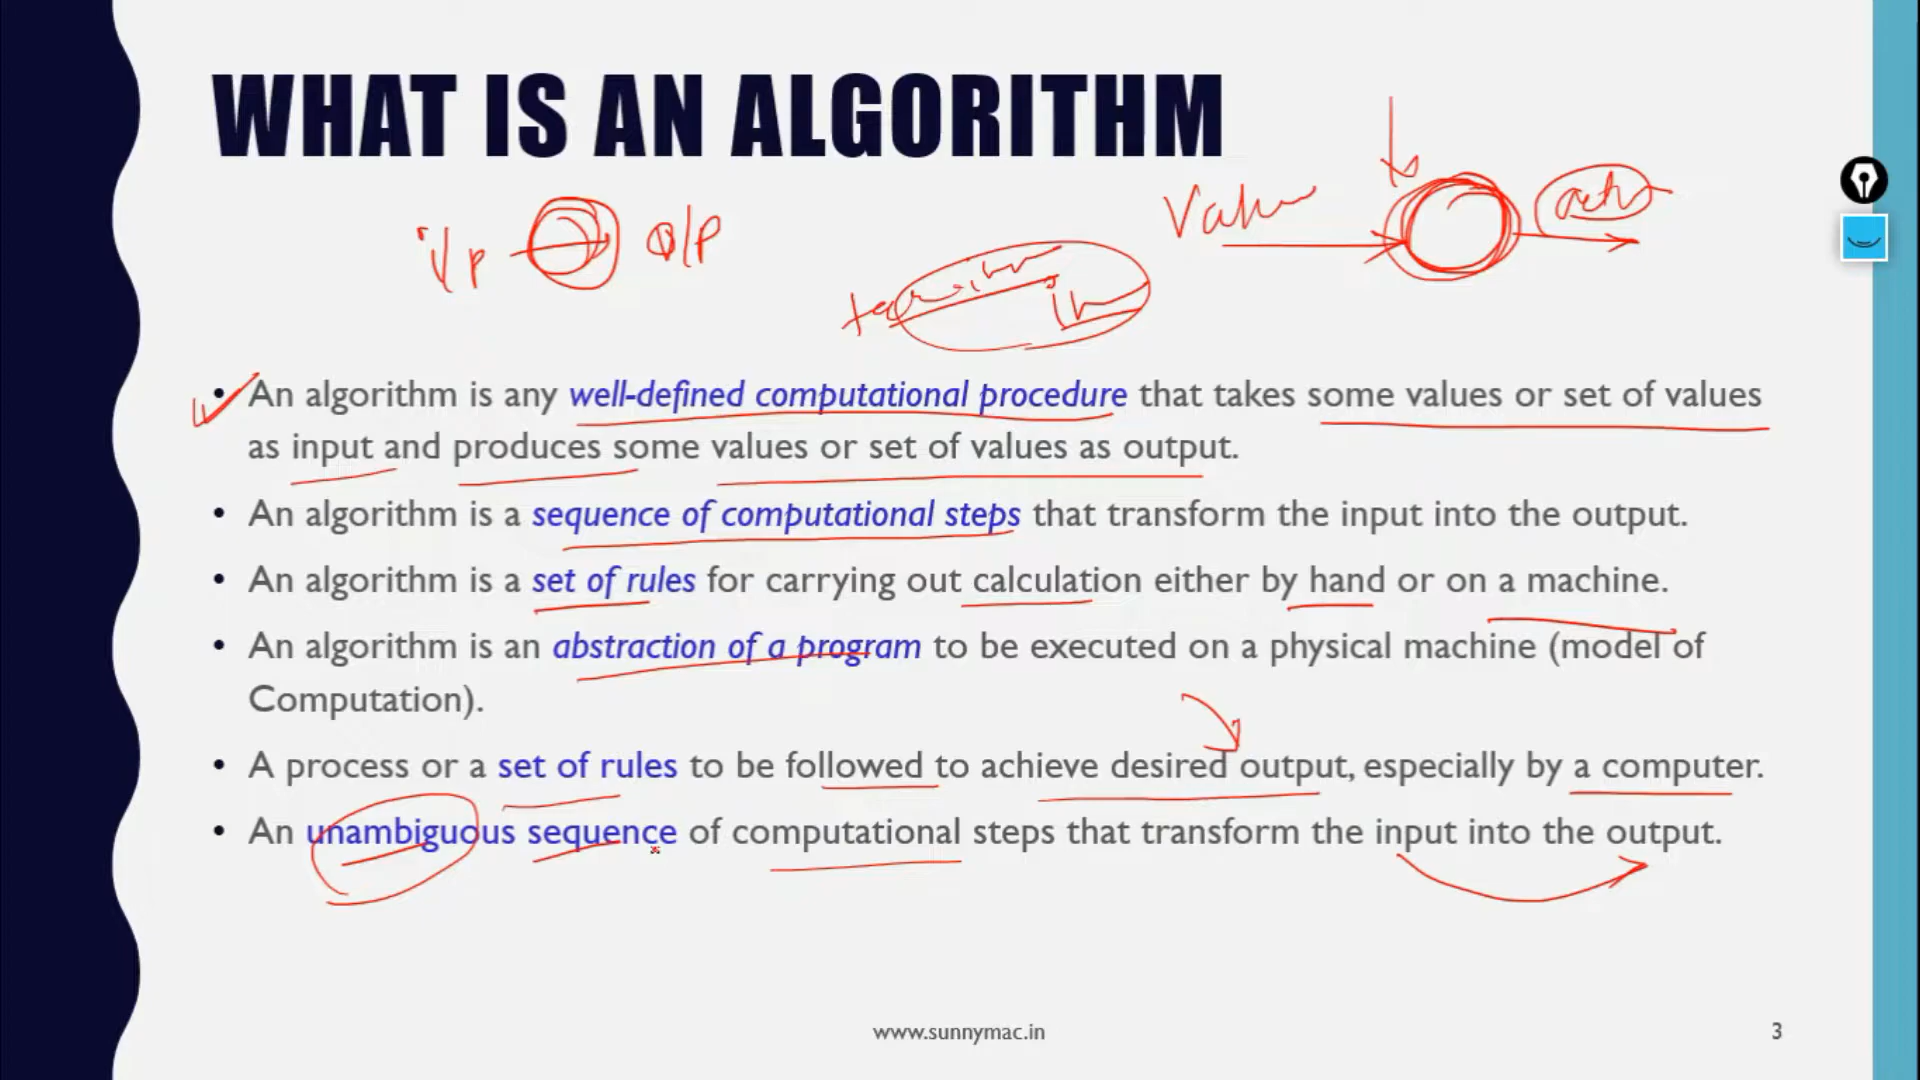 WHAT IS AN ALGORITHM
i/p O/P
Value
• An algorithm is any well-defined computational procedure that takes some values or set of values
as input and produces some values or set of values as output.
• An algorithm is a sequence of computational steps that transform the input into the output.
• An algorithm is a set of rules for carrying out calculation either by hand or on a machine.
• An algorithm is an abstraction of a program to be executed on a physical machine (model of
Computation).
• A process or a set of rules to be followed to achieve desired output, especially by a computer.
• An unambiguous sequence of computational steps that transform the input into the output.
www.sunnymac.in
3